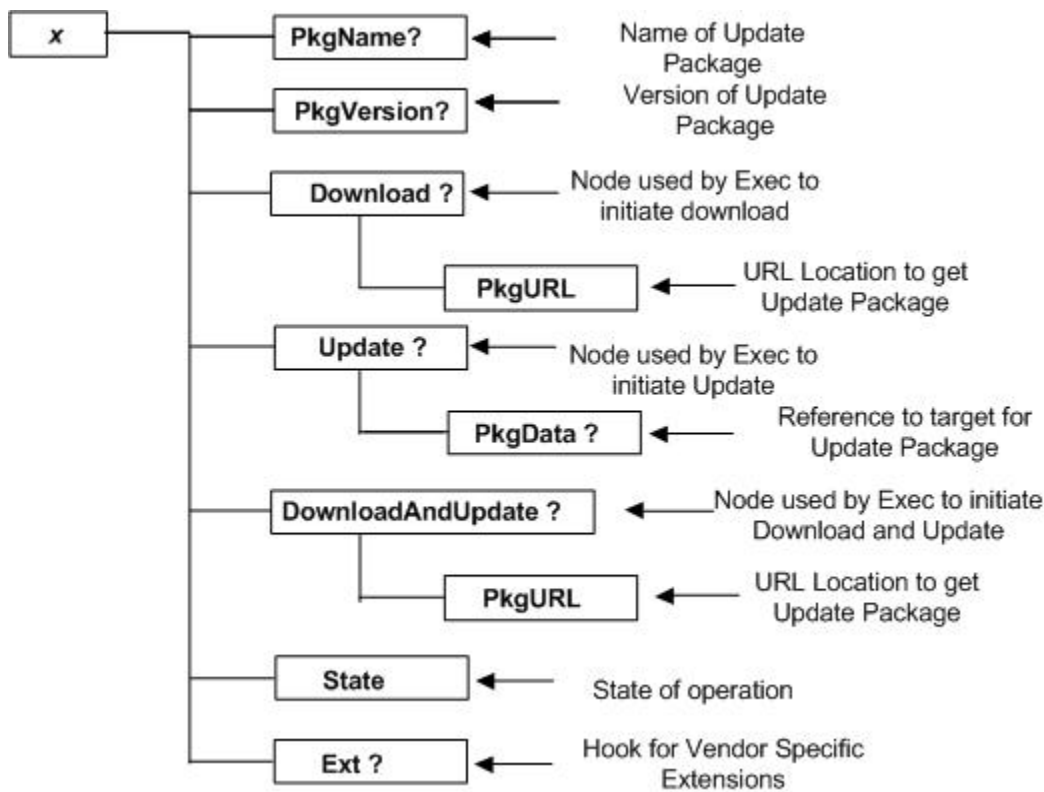 x
PkgName?
Name of Update
Package
PkgVersion?
Version of Update
Package
Download ?
Node used by Exec to
initiate download
PkgURL
URL Location to get
Update Package
Update ?
Node used by Exec to
initiate Update
PkgData ?
Reference to target for
Update Package
DownloadAndUpdate ?
Node used by Exec to initiate
Download and Update
PkgURL
URL Location to get
Update Package
State
State of operation
Ext ?
Hook for Vendor Specific
Extensions